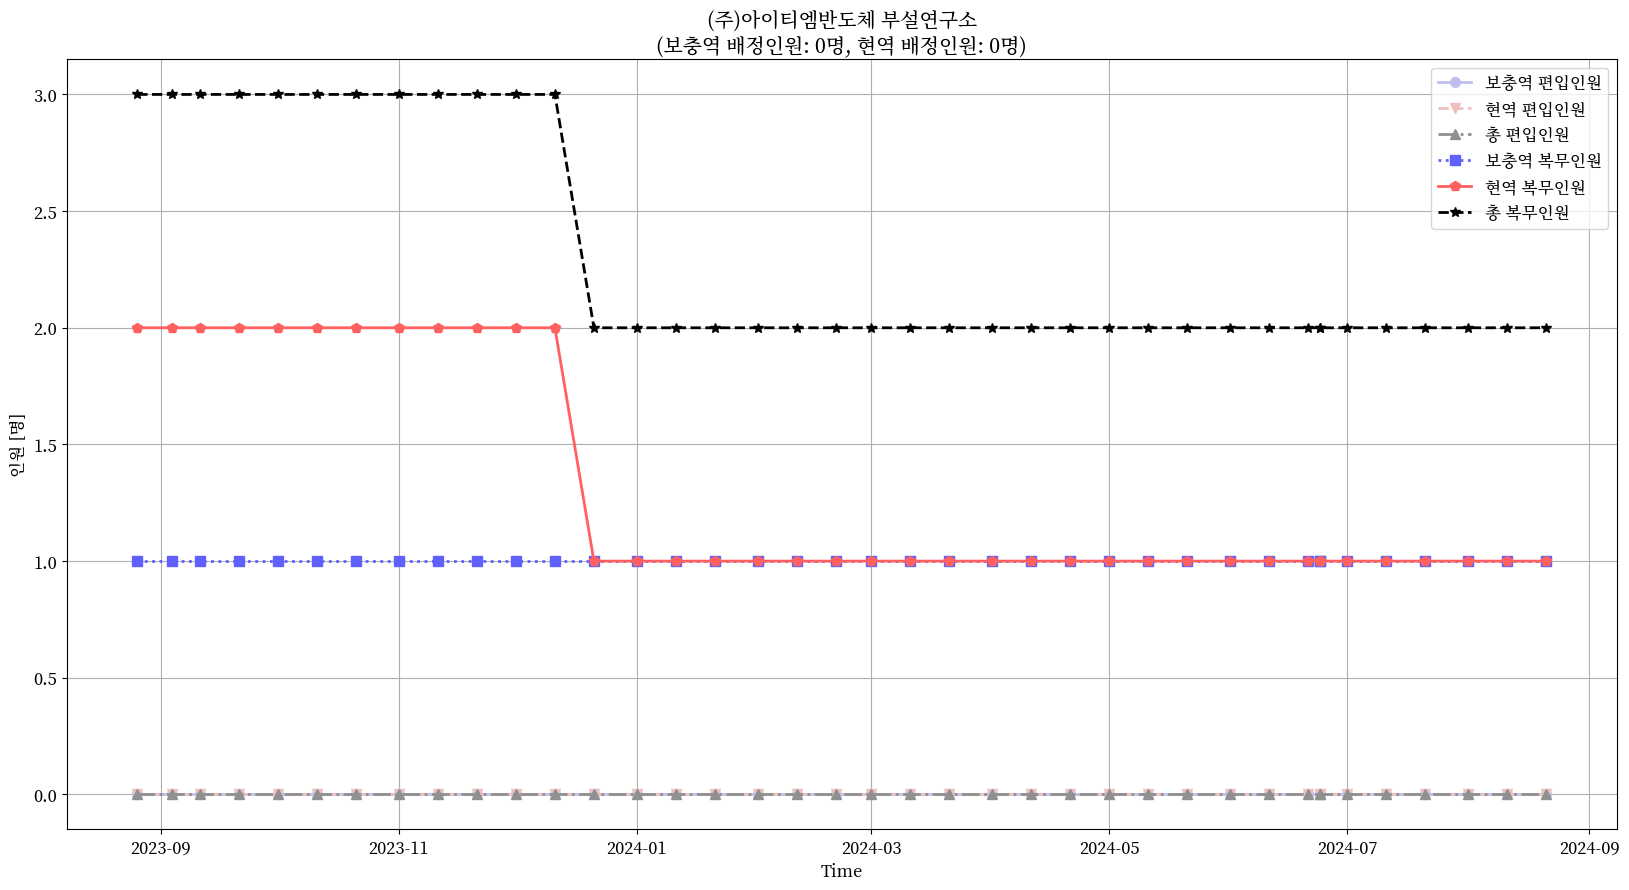 (주)아이티엠반도체 부설연구소
(보충역 배정인원: 0명, 현역 배정인원: 0명)
보충역 편입인원
현역 편입인원
총 편입인원
보충역 복무인원
현역 복무인원
총 복무인원
인원 [명]
3.0
2.5
2.0
1.5
1.0
0.5
0.0
2023-09
2023-11
2024-01
2024-03
2024-05
2024-07
2024-09
Time